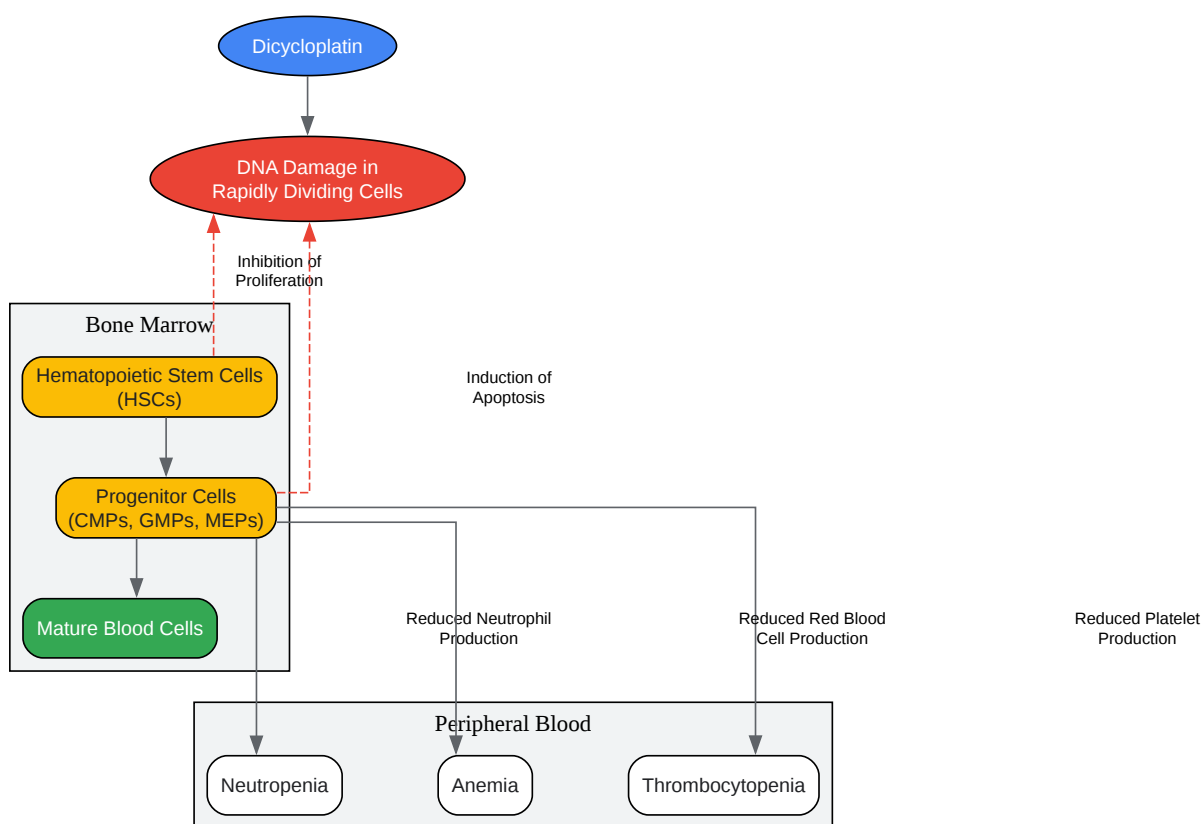 Dicycloplatin
DNA Damage in
Rapidly Dividing Cells
Inhibition of
Proliferation
Bone Marrow
Hematopoietic Stem Cells
(HSCs)
Induction of
Apoptosis
Progenitor Cells
(CMPs, GMPs, MEPs)
Mature Blood Cells
Reduced Neutrophil
Production
Reduced Red Blood
Cell Production
Reduced Platelet
Production
Peripheral Blood
Neutropenia
Anemia
Thrombocytopenia